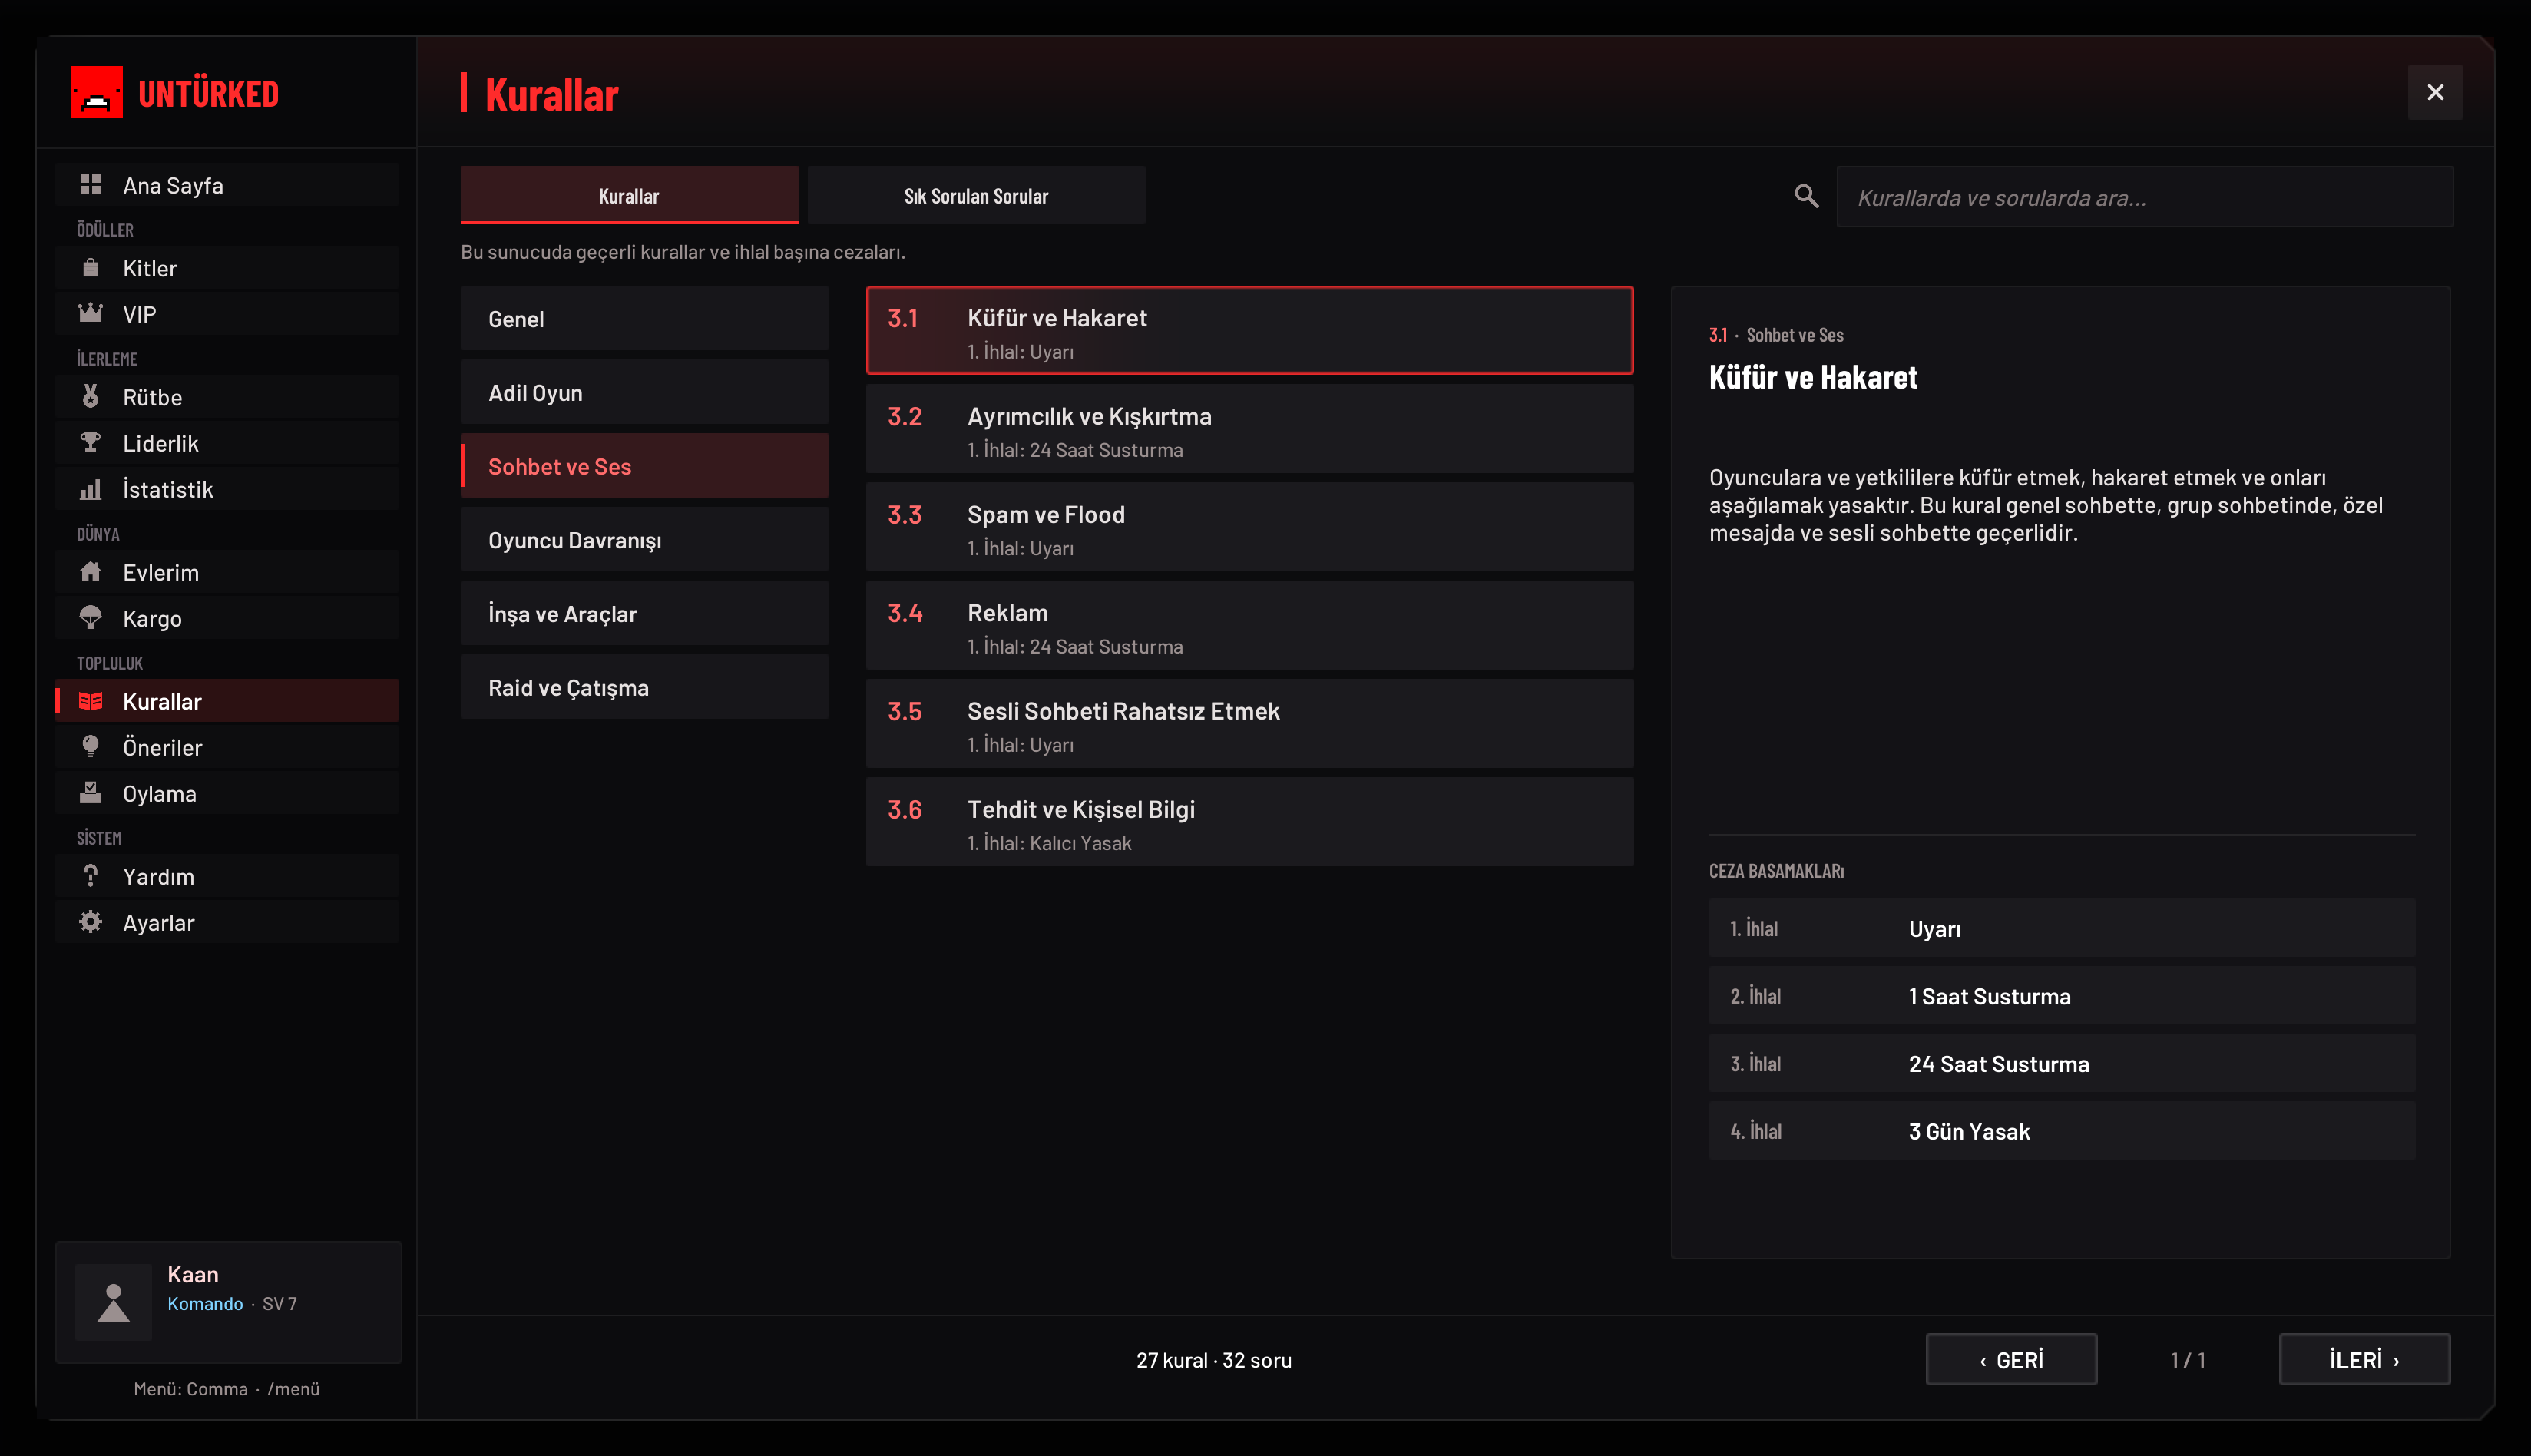 UNTÜRKED
Ana Sayfa
ÖDÜLLER
Kitler
VIP
İLERLEME
Rütbe
Liderlik
İstatistik
DÜNYA
Evlerim
Kargo
TOPLULUK
Kurallar
Öneriler
Oylama
SİSTEM
Yardım
Ayarlar
Kaan
Komando · SV 7
Menü: Comma · /menü
Kurallar
Kurallar
Sık Sorulan Sorular
Kurallarda ve sorularda ara...
Bu sunucuda geçerli kurallar ve ihlal başına cezaları.
Genel
Adil Oyun
Sohbet ve Ses
Oyuncu Davranışı
İnşa ve Araçlar
Raid ve Çatışma
3.1 Küfür ve Hakaret
1. İhlal: Uyarı
3.2 Ayrımcılık ve Kışkırtma
1. İhlal: 24 Saat Susturma
3.3 Spam ve Flood
1. İhlal: Uyarı
3.4 Reklam
1. İhlal: 24 Saat Susturma
3.5 Sesli Sohbeti Rahatsız Etmek
1. İhlal: Uyarı
3.6 Tehdit ve Kişisel Bilgi
1. İhlal: Kalıcı Yasak
3.1 · Sohbet ve Ses
Küfür ve Hakaret
Oyunculara ve yetkililere küfür etmek, hakaret etmek ve onları
aşağılamak yasaktır. Bu kural genel sohbette, grup sohbetinde, özel
mesajda ve sesli sohbette geçerlidir.
CEZA BASAMAKLARı
1. İhlal Uyarı
2. İhlal 1 Saat Susturma
3. İhlal 24 Saat Susturma
4. İhlal 3 Gün Yasak
27 kural · 32 soru
‹ GERİ
1 / 1
İLERİ ›